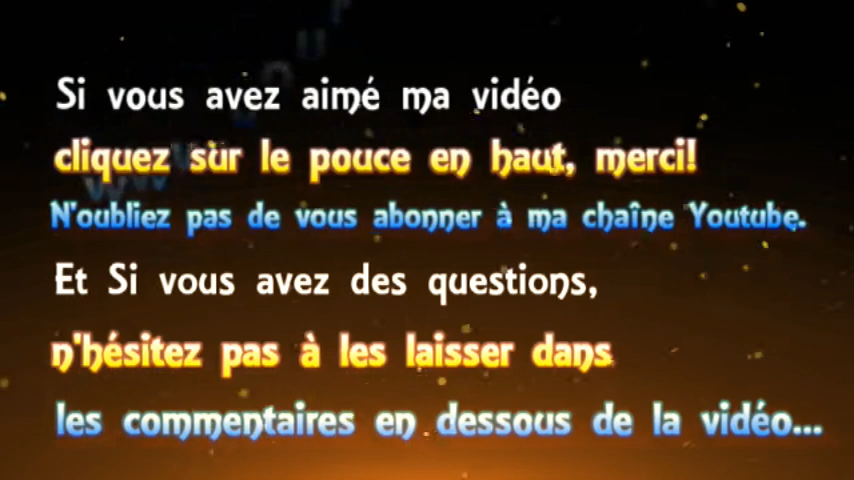 Si vous avez aimé ma vidéo
cliquez sur le pouce en haut, merci!
N'oubliez pas de vous abonner à ma chaîne Youtube.
Et Si vous avez des questions,
n'hésitez pas à les laisser dans
les commentaires en dessous de la vidéo...